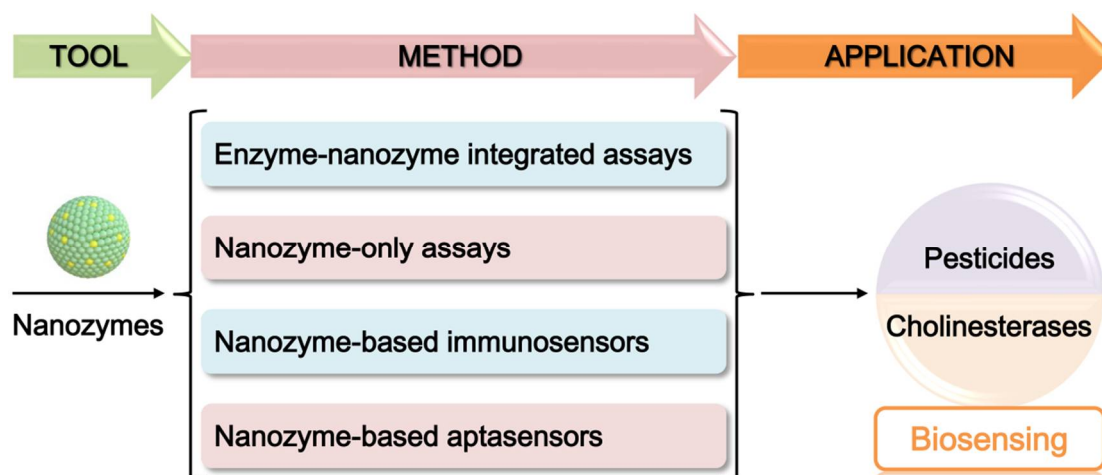 TOOL
METHOD
APPLICATION
Enzyme-nanozyme integrated assays
Nanozyme-only assays
Nanozymes
Nanozyme-based immunosensors
Nanozyme-based aptasensors
Pesticides
Cholinesterases
Biosensing